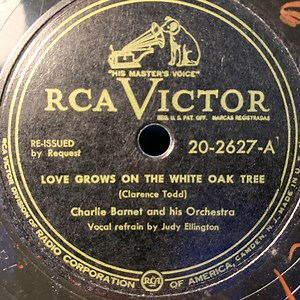 "HIS MASTER'S VOICE"
RCA VICTOR
U. S. PAT. OFF. MARCAS REGISTRADAS
RE-ISSUED
by Request
20-2627-A
LOVE GROWS ON THE WHITE OAK TREE
(Clarence Todd)
Charlie Barnet and his Orchestra
Vocal refrain by Judy Ellington
RCA VICTOR DIVISION OF RADIO CORPORATION OF AMERICA, CAMDEN, N. J. MADE IN U.
RCA